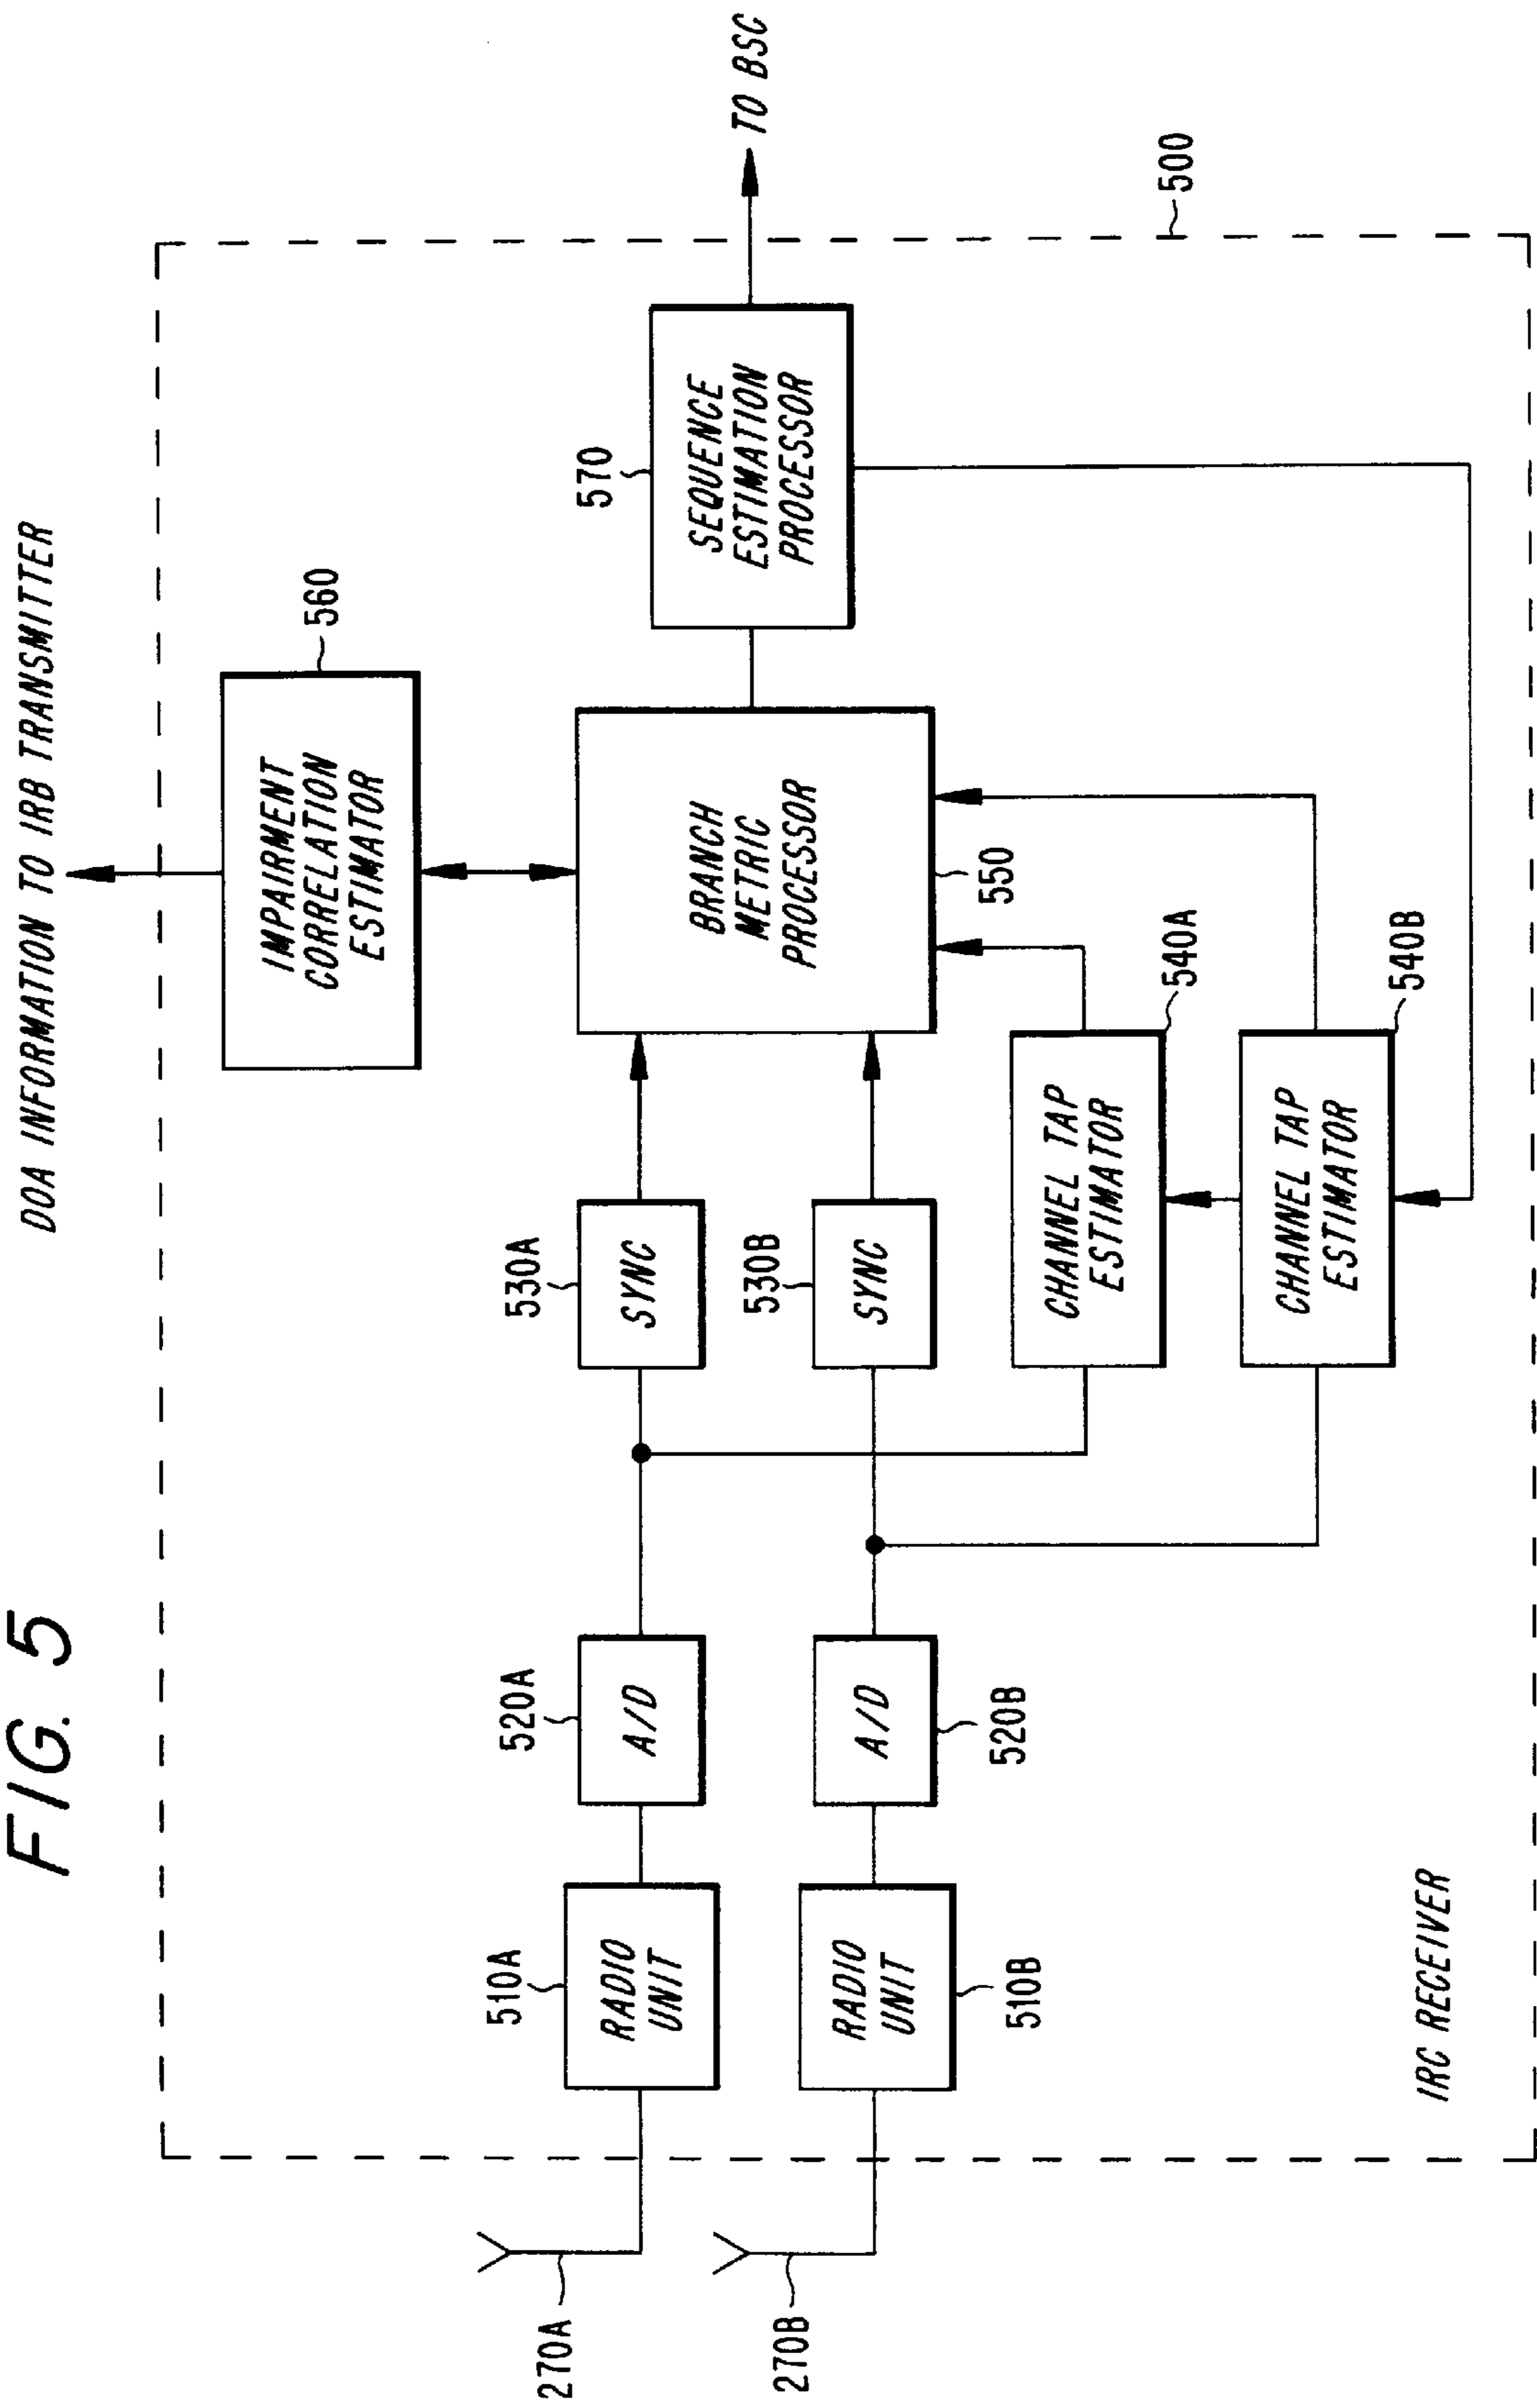 FIG. 5
DOA INFORMATION TO IRB TRANSMITTER
560
IMPAIRMENT
CORRELATION
ESTIMATOR
270A
510A
RADIO
UNIT
520A
A/D
530A
SYNC
BRANCH
METRIC
PROCESSOR
550
570
SEQUENCE
ESTIMATION
PROCESSOR
TO BSC
270B
510B
RADIO
UNIT
520B
A/D
530B
SYNC
CHANNEL TAP
ESTIMATOR
540A
CHANNEL TAP
ESTIMATOR
540B
IRC RECEIVER
500